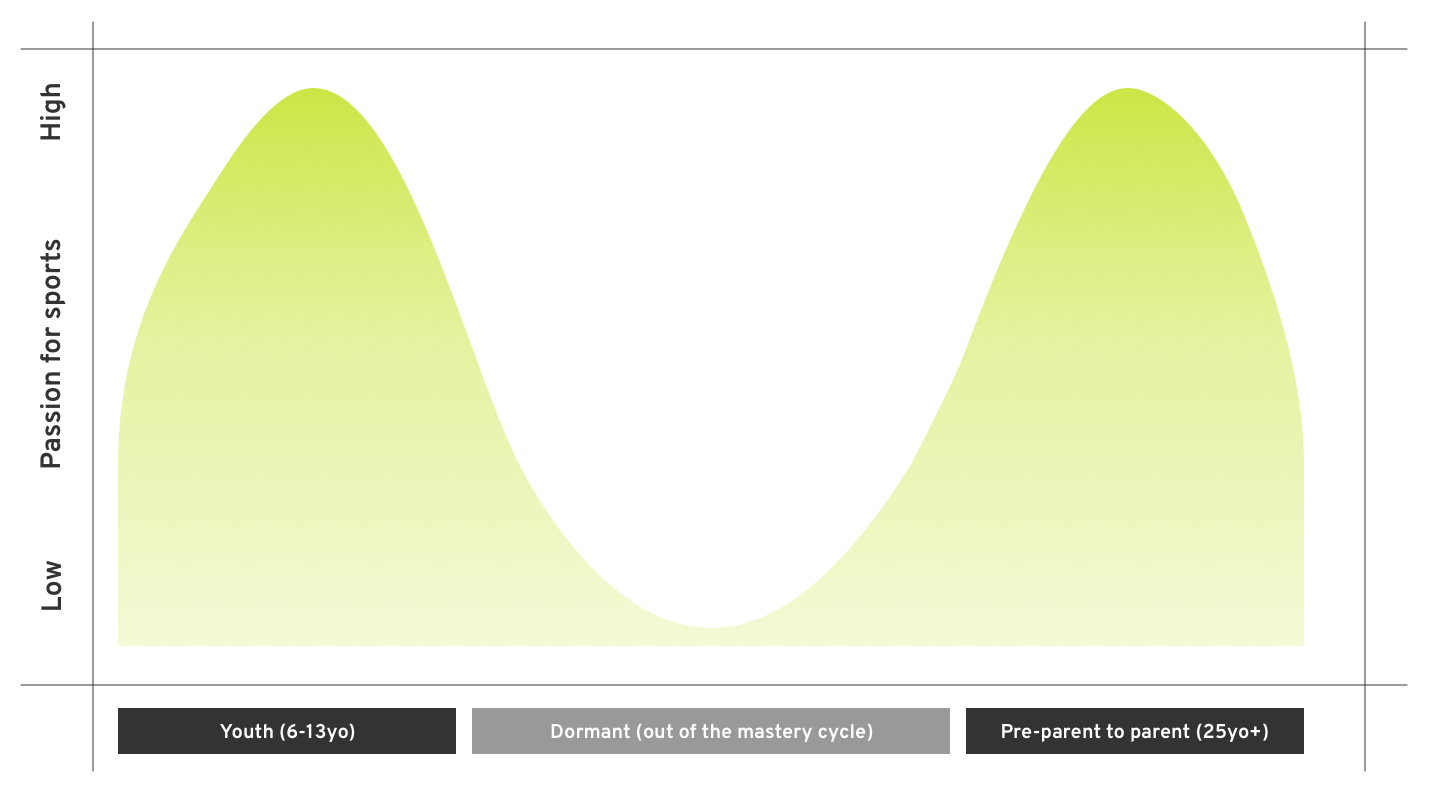 High
Passion for sports
Low
Youth (6-13yo)
Dormant (out of the mastery cycle)
Pre-parent to parent (25yo+)